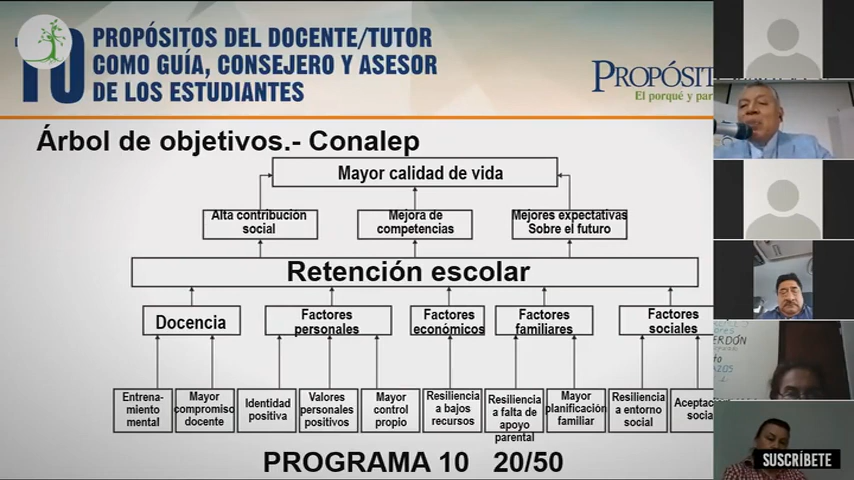 10 PROPÓSITOS DEL DOCENTE/TUTOR
COMO GUÍA, CONSEJERO Y ASESOR
DE LOS ESTUDIANTES
PROPÓSIT
El porqué y par
Árbol de objetivos.- Conalep
Mayor calidad de vida
Alta contribución
social
Mejora de
competencias
Mejores expectativas
Sobre el futuro
Retención escolar
Docencia
Factores
personales
Factores
económicos
Factores
familiares
Factores
sociales
Entrena-
miento
mental
Mayor
compromiso
docente
Identidad
positiva
Valores
personales
positivos
Mayor
control
propio
Resiliencia
a bajos
recursos
Resiliencia
a falta de
apoyo
parental
Mayor
planificación
familiar
Resiliencia
a entorno
social
Aceptac
socia
PROGRAMA 10 20/50
ERDÓN
SUSCRÍBETE